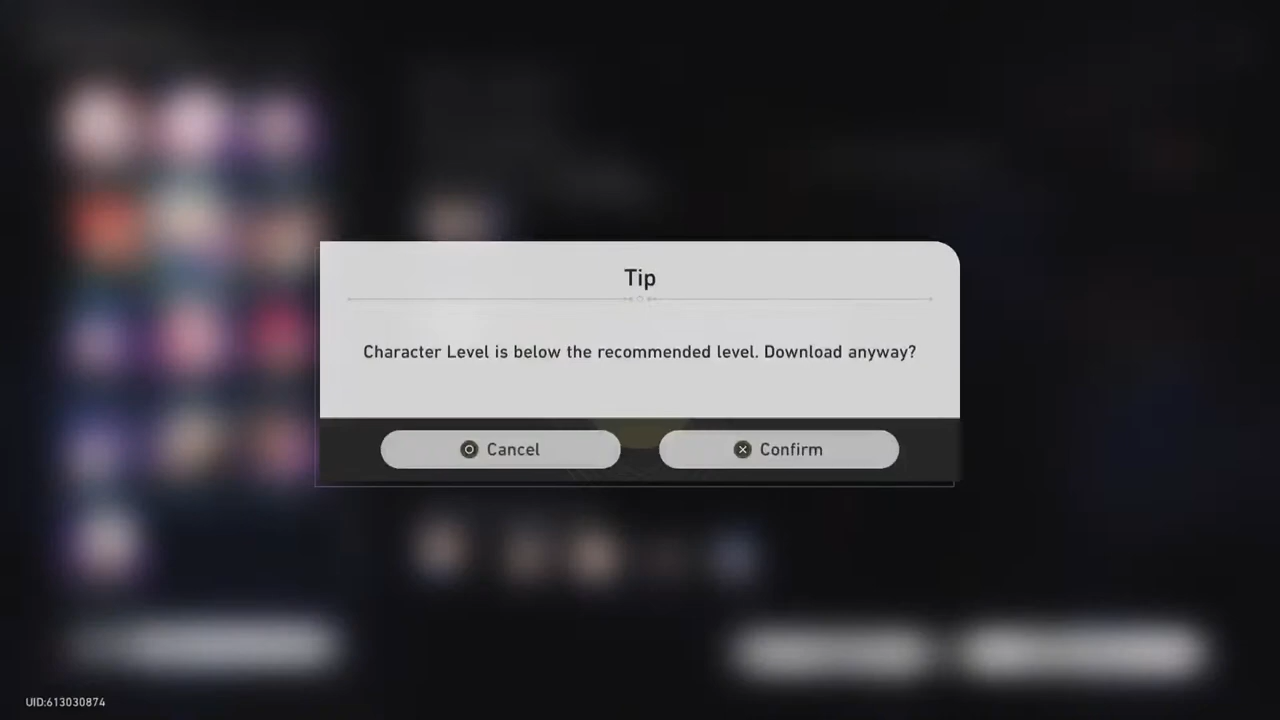 Tip
Character Level is below the recommended level. Download anyway?
Cancel
Confirm
UID:613030874